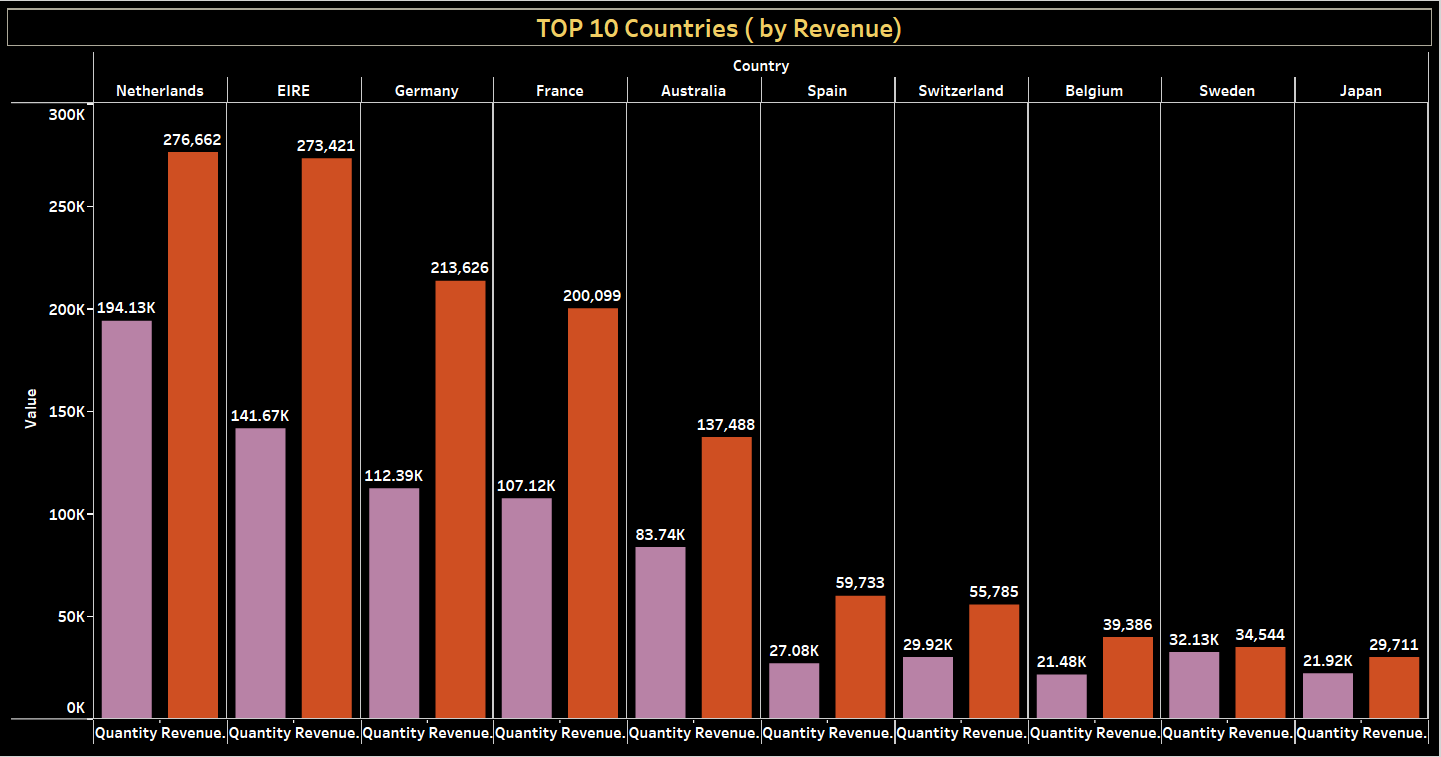 TOP 10 Countries ( by Revenue)
Country
Netherlands EIRE Germany France Australia Spain Switzerland Belgium Sweden Japan
300K
250K
200K
150K
100K
50K
0K
Value
194.13K 276,662
141.67K 273,421
112.39K 213,626
107.12K 200,099
83.74K 137,488
27.08K 59,733
29.92K 55,785
21.48K 39,386
32.13K 34,544
21.92K 29,711
Quantity Revenue. Quantity Revenue. Quantity Revenue. Quantity Revenue. Quantity Revenue. Quantity Revenue. Quantity Revenue. Quantity Revenue. Quantity Revenue. Quantity Revenue.